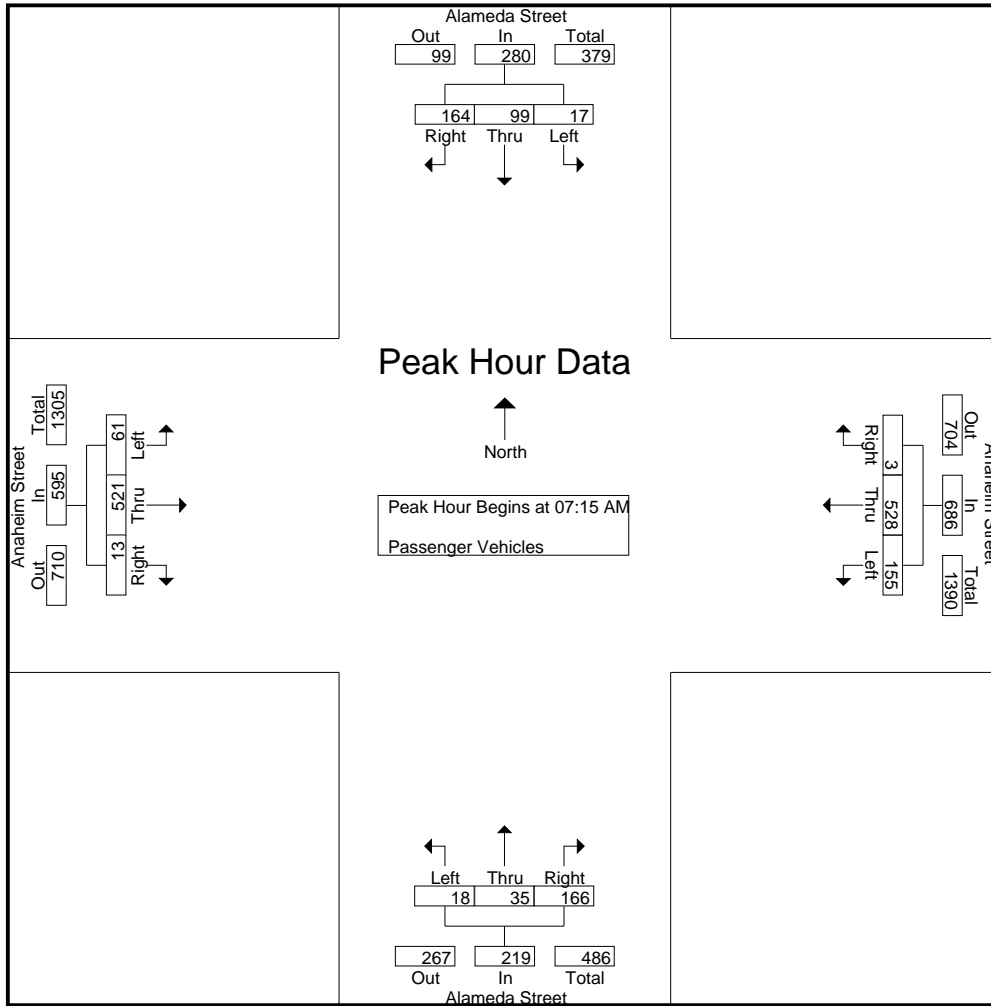 Alameda Street
Out In Total
99 280 379
164 99 17
Right Thru Left
Peak Hour Data
North
Peak Hour Begins at 07:15 AM
Passenger Vehicles
Anaheim Street
Total In Out
1305 595 710
61 521 13
Left Thru Right
Right Thru Left
3 528 155
Out In Total
704 686 1390
Anaheim Street
Left Thru Right
18 35 166
267 219 486
Out In Total
Alameda Street